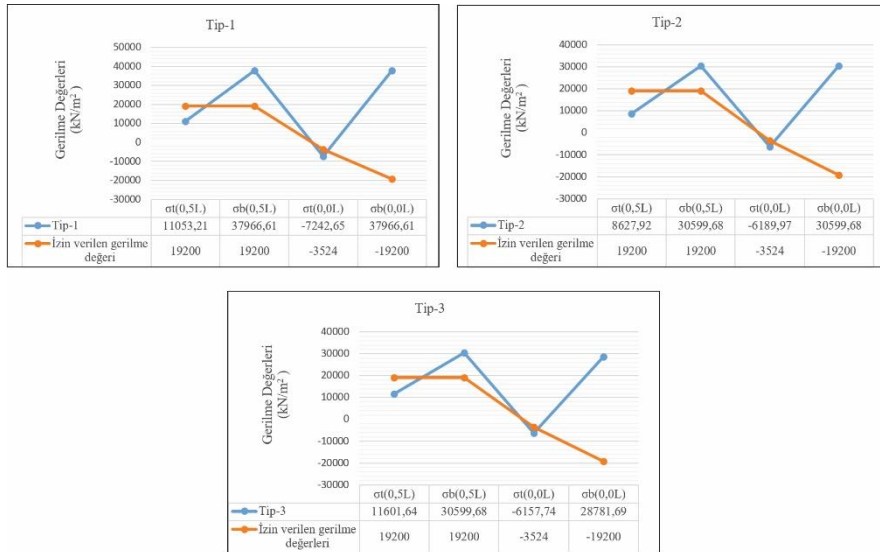 Tip-1
Gerilme Değerleri
(kN/m²)
50000
40000
30000
20000
10000
0
-10000
-20000
-30000
σt(0,5L) σb(0,5L) σt(0,0L) σb(0,0L)
Tip-1 11053,21 37966,61 -7242,65 37966,61
İzin verilen gerilme
değeri 19200 19200 -3524 -19200
Tip-2
Gerilme Değerleri
(kN/m²)
40000
30000
20000
10000
0
-10000
-20000
-30000
σt(0,5L) σb(0,5L) σt(0,0L) σb(0,0L)
Tip-2 8627,92 30599,68 -6189,97 30599,68
İzin verilen gerilme
değeri 19200 19200 -3524 -19200
Tip-3
Gerilme Değerleri
(kN/m²)
40000
30000
20000
10000
0
-10000
-20000
-30000
σt(0,5L) σb(0,5L) σt(0,0L) σb(0,0L)
Tip-3 11601,64 30599,68 -6157,74 28781,69
İzin verilen gerilme
değerleri 19200 19200 -3524 -19200